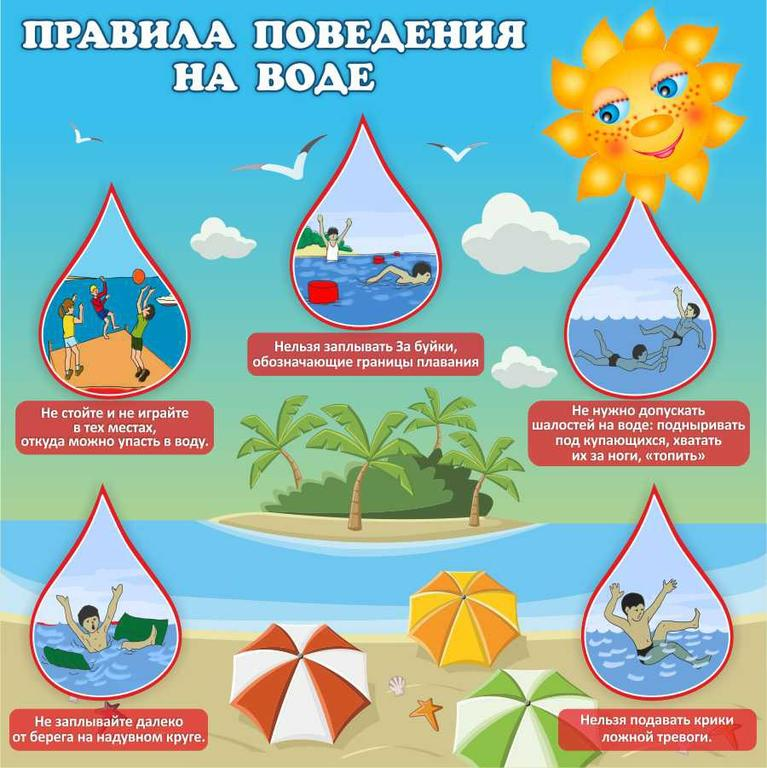 ПРАВИЛА ПОВЕДЕНИЯ
НА ВОДЕ
Нельзя заплывать За буйки,
обозначающие границы плавания
Не стойте и не играйте
в тех местах,
откуда можно упасть в воду.
Не нужно допускать
шалостей на воде: подныривать
под купающихся, хватать
их за ноги, «топить»
Не заплывайте далеко
от берега на надувном круге.
Нельзя подавать крики
ложной тревоги.